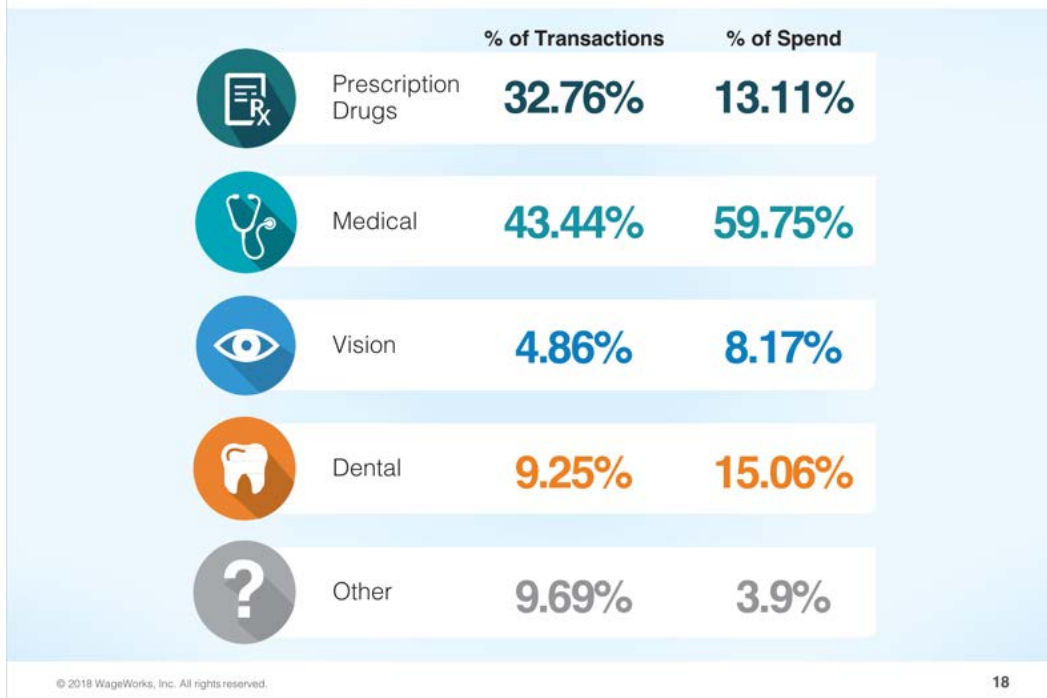 % of Transactions % of Spend
Prescription
Drugs
32.76% 13.11%
Medical 43.44% 59.75%
Vision 4.86% 8.17%
Dental 9.25% 15.06%
? Other 9.69% 3.9%
© 2018 WageWorks, Inc. All rights reserved. 18